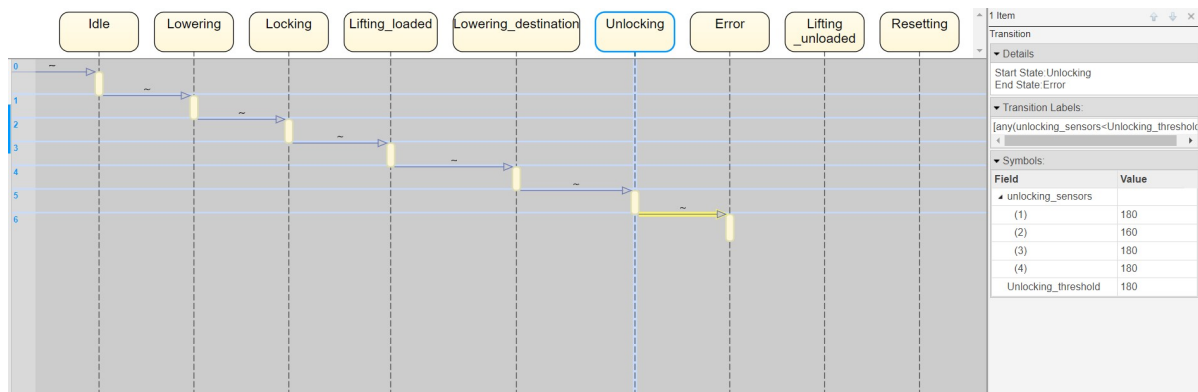 Idle
Lowering
Locking
Lifting_loaded
Lowering_destination
Unlocking
Error
Lifting
_unloaded
Resetting
0
~
1
~
2
~
3
~
4
~
5
~
6
~
1 Item
Transition
Details
Start State:Unlocking
End State:Error
Transition Labels:
[any(unlocking_sensors<Unlocking_threshold
Symbols:
Field Value
unlocking_sensors
(1) 180
(2) 160
(3) 180
(4) 180
Unlocking_threshold 180